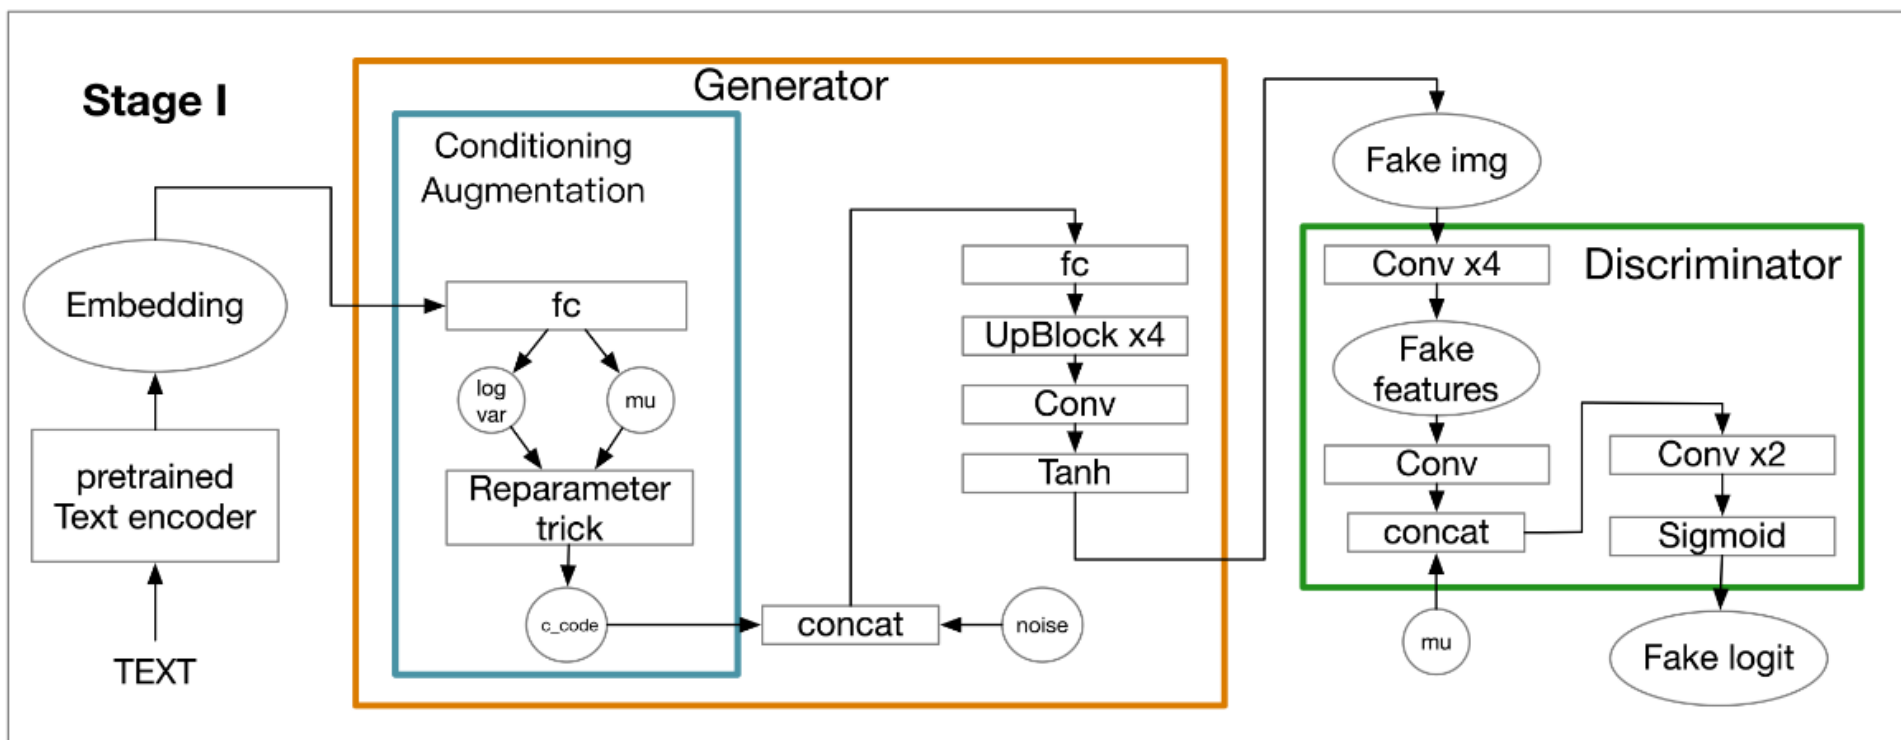 Stage I
Generator
Conditioning
Augmentation
Embedding
pretrained
Text encoder
TEXT
fc
log
var
mu
Reparameter
trick
c_code
concat
noise
fc
UpBlock x4
Conv
Tanh
Fake img
Discriminator
Conv x4
Fake
features
Conv
concat
mu
Conv x2
Sigmoid
Fake logit